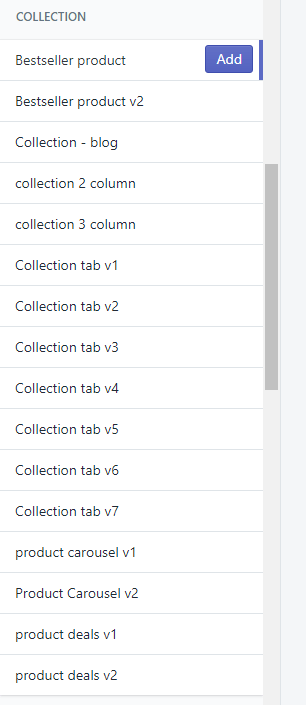 COLLECTION
Bestseller product Add
Bestseller product v2
Collection - blog
collection 2 column
collection 3 column
Collection tab v1
Collection tab v2
Collection tab v3
Collection tab v4
Collection tab v5
Collection tab v6
Collection tab v7
product carousel v1
Product Carousel v2
product deals v1
product deals v2